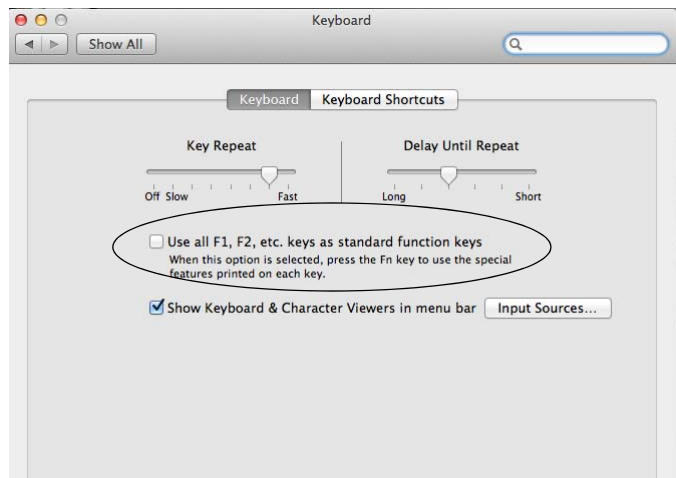 Keyboard
Show All
Keyboard Keyboard Shortcuts
Key Repeat Delay Until Repeat
Off Slow Fast Long Short
Use all F1, F2, etc. keys as standard function keys
When this option is selected, press the Fn key to use the special
features printed on each key.
Show Keyboard & Character Viewers in menu bar Input Sources...